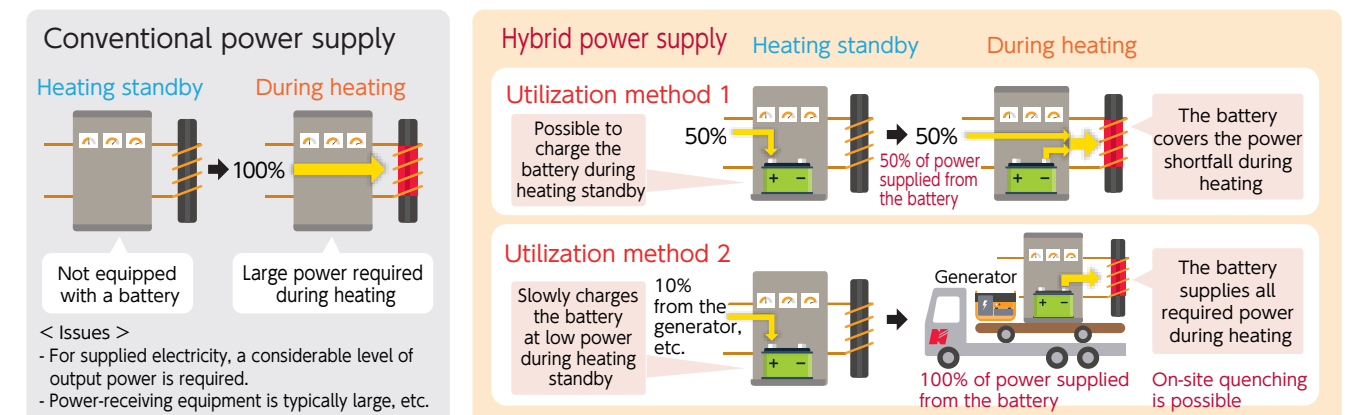 Conventional power supply
Heating standby
During heating
100%
Not equipped
with a battery
Large power required
during heating
< Issues >
- For supplied electricity, a considerable level of
output power is required.
- Power-receiving equipment is typically large, etc.
Hybrid power supply
Heating standby
During heating
Utilization method 1
Possible to
charge the
battery during
heating standby
50%
+ −
50%
50% of power
supplied from
the battery
+ −
The battery
covers the power
shortfall during
heating
Utilization method 2
Slowly charges
the battery
at low power
during heating
standby
10%
from the
generator,
etc.
+ −
Generator
+ −
N
100% of power supplied
from the battery
The battery
supplies all
required power
during heating
On-site quenching
is possible